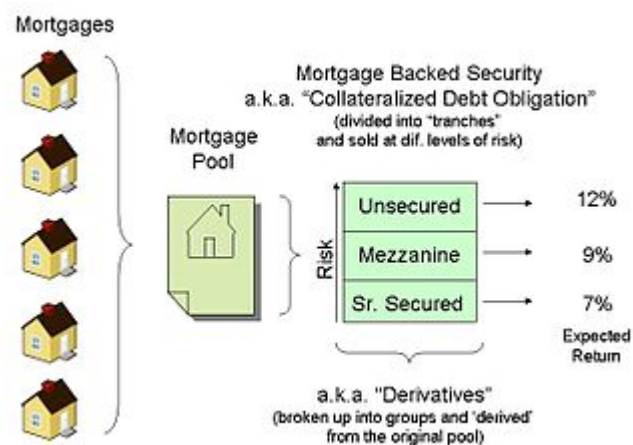 Mortgages
Mortgage Backed Security
a.k.a. “Collateralized Debt Obligation”
(divided into “tranches”
and sold at dif. levels of risk)
Mortgage
Pool
Risk
Unsecured
12%
Mezzanine
9%
Sr. Secured
7%
Expected
Return
a.k.a. "Derivatives"
(broken up into groups and 'derived'
from the original pool)